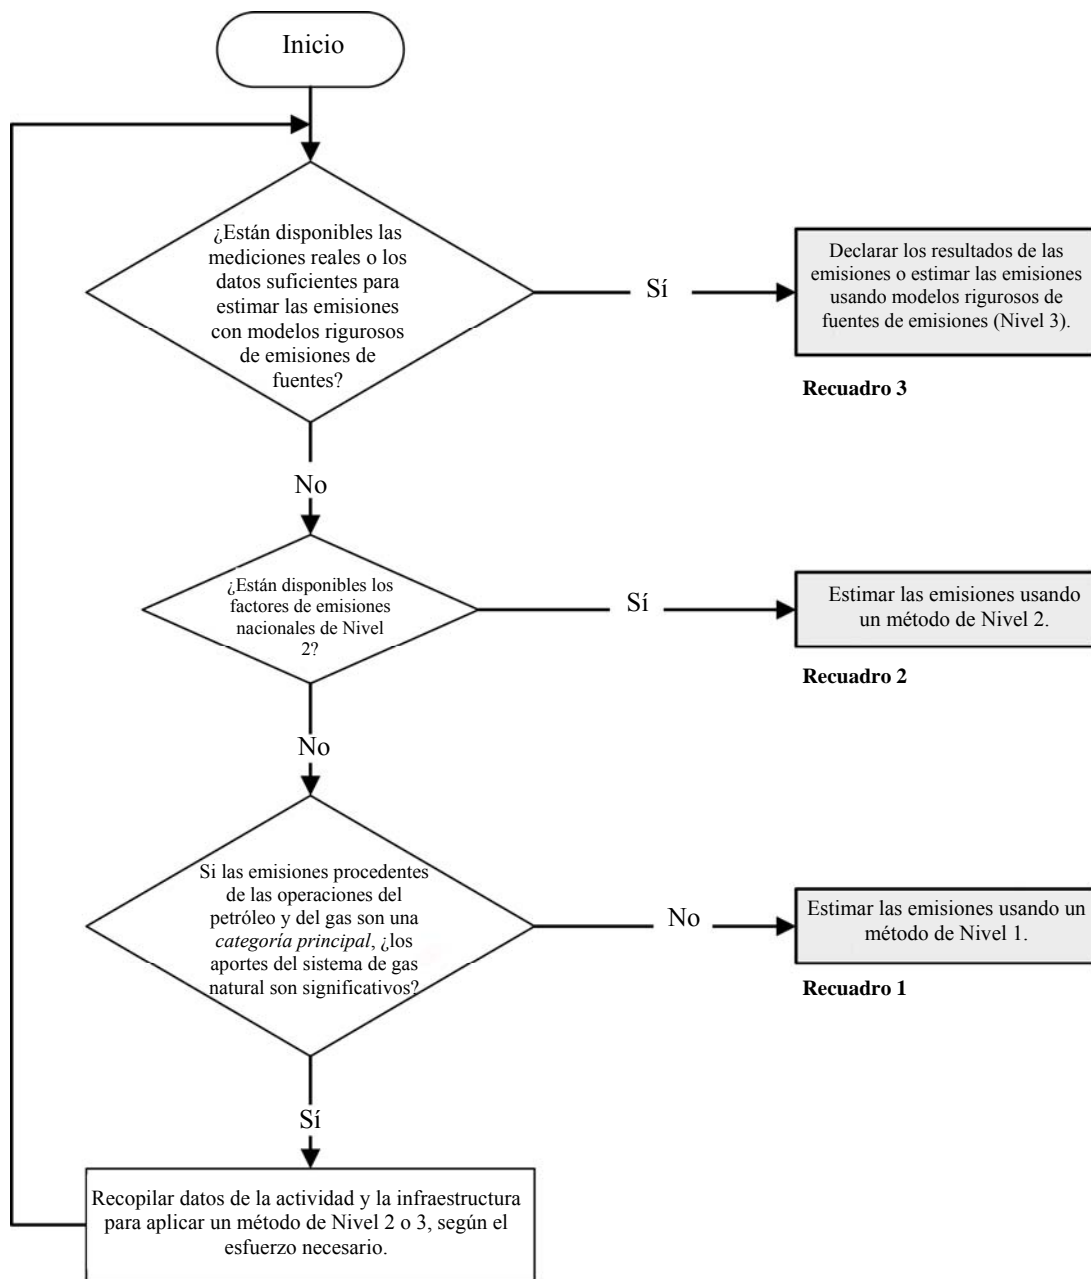 Inicio
¿Están disponibles las
mediciones reales o los
datos suficientes para
estimar las emisiones
con modelos rigurosos
de emisiones de
fuentes?
Sí
Declarar los resultados de las
emisiones o estimar las emisiones
usando modelos rigurosos de
fuentes de emisiones (Nivel 3).
Recuadro 3
No
¿Están disponibles los
factores de emisiones
nacionales de Nivel
2?
Sí
Estimar las emisiones usando
un método de Nivel 2.
Recuadro 2
No
Si las emisiones procedentes
de las operaciones del
petróleo y del gas son una
categoría principal, ¿los
aportes del sistema de gas
natural son significativos?
No
Estimar las emisiones usando un
método de Nivel 1.
Recuadro 1
Sí
Recopilar datos de la actividad y la infraestructura
para aplicar un método de Nivel 2 o 3, según el
esfuerzo necesario.